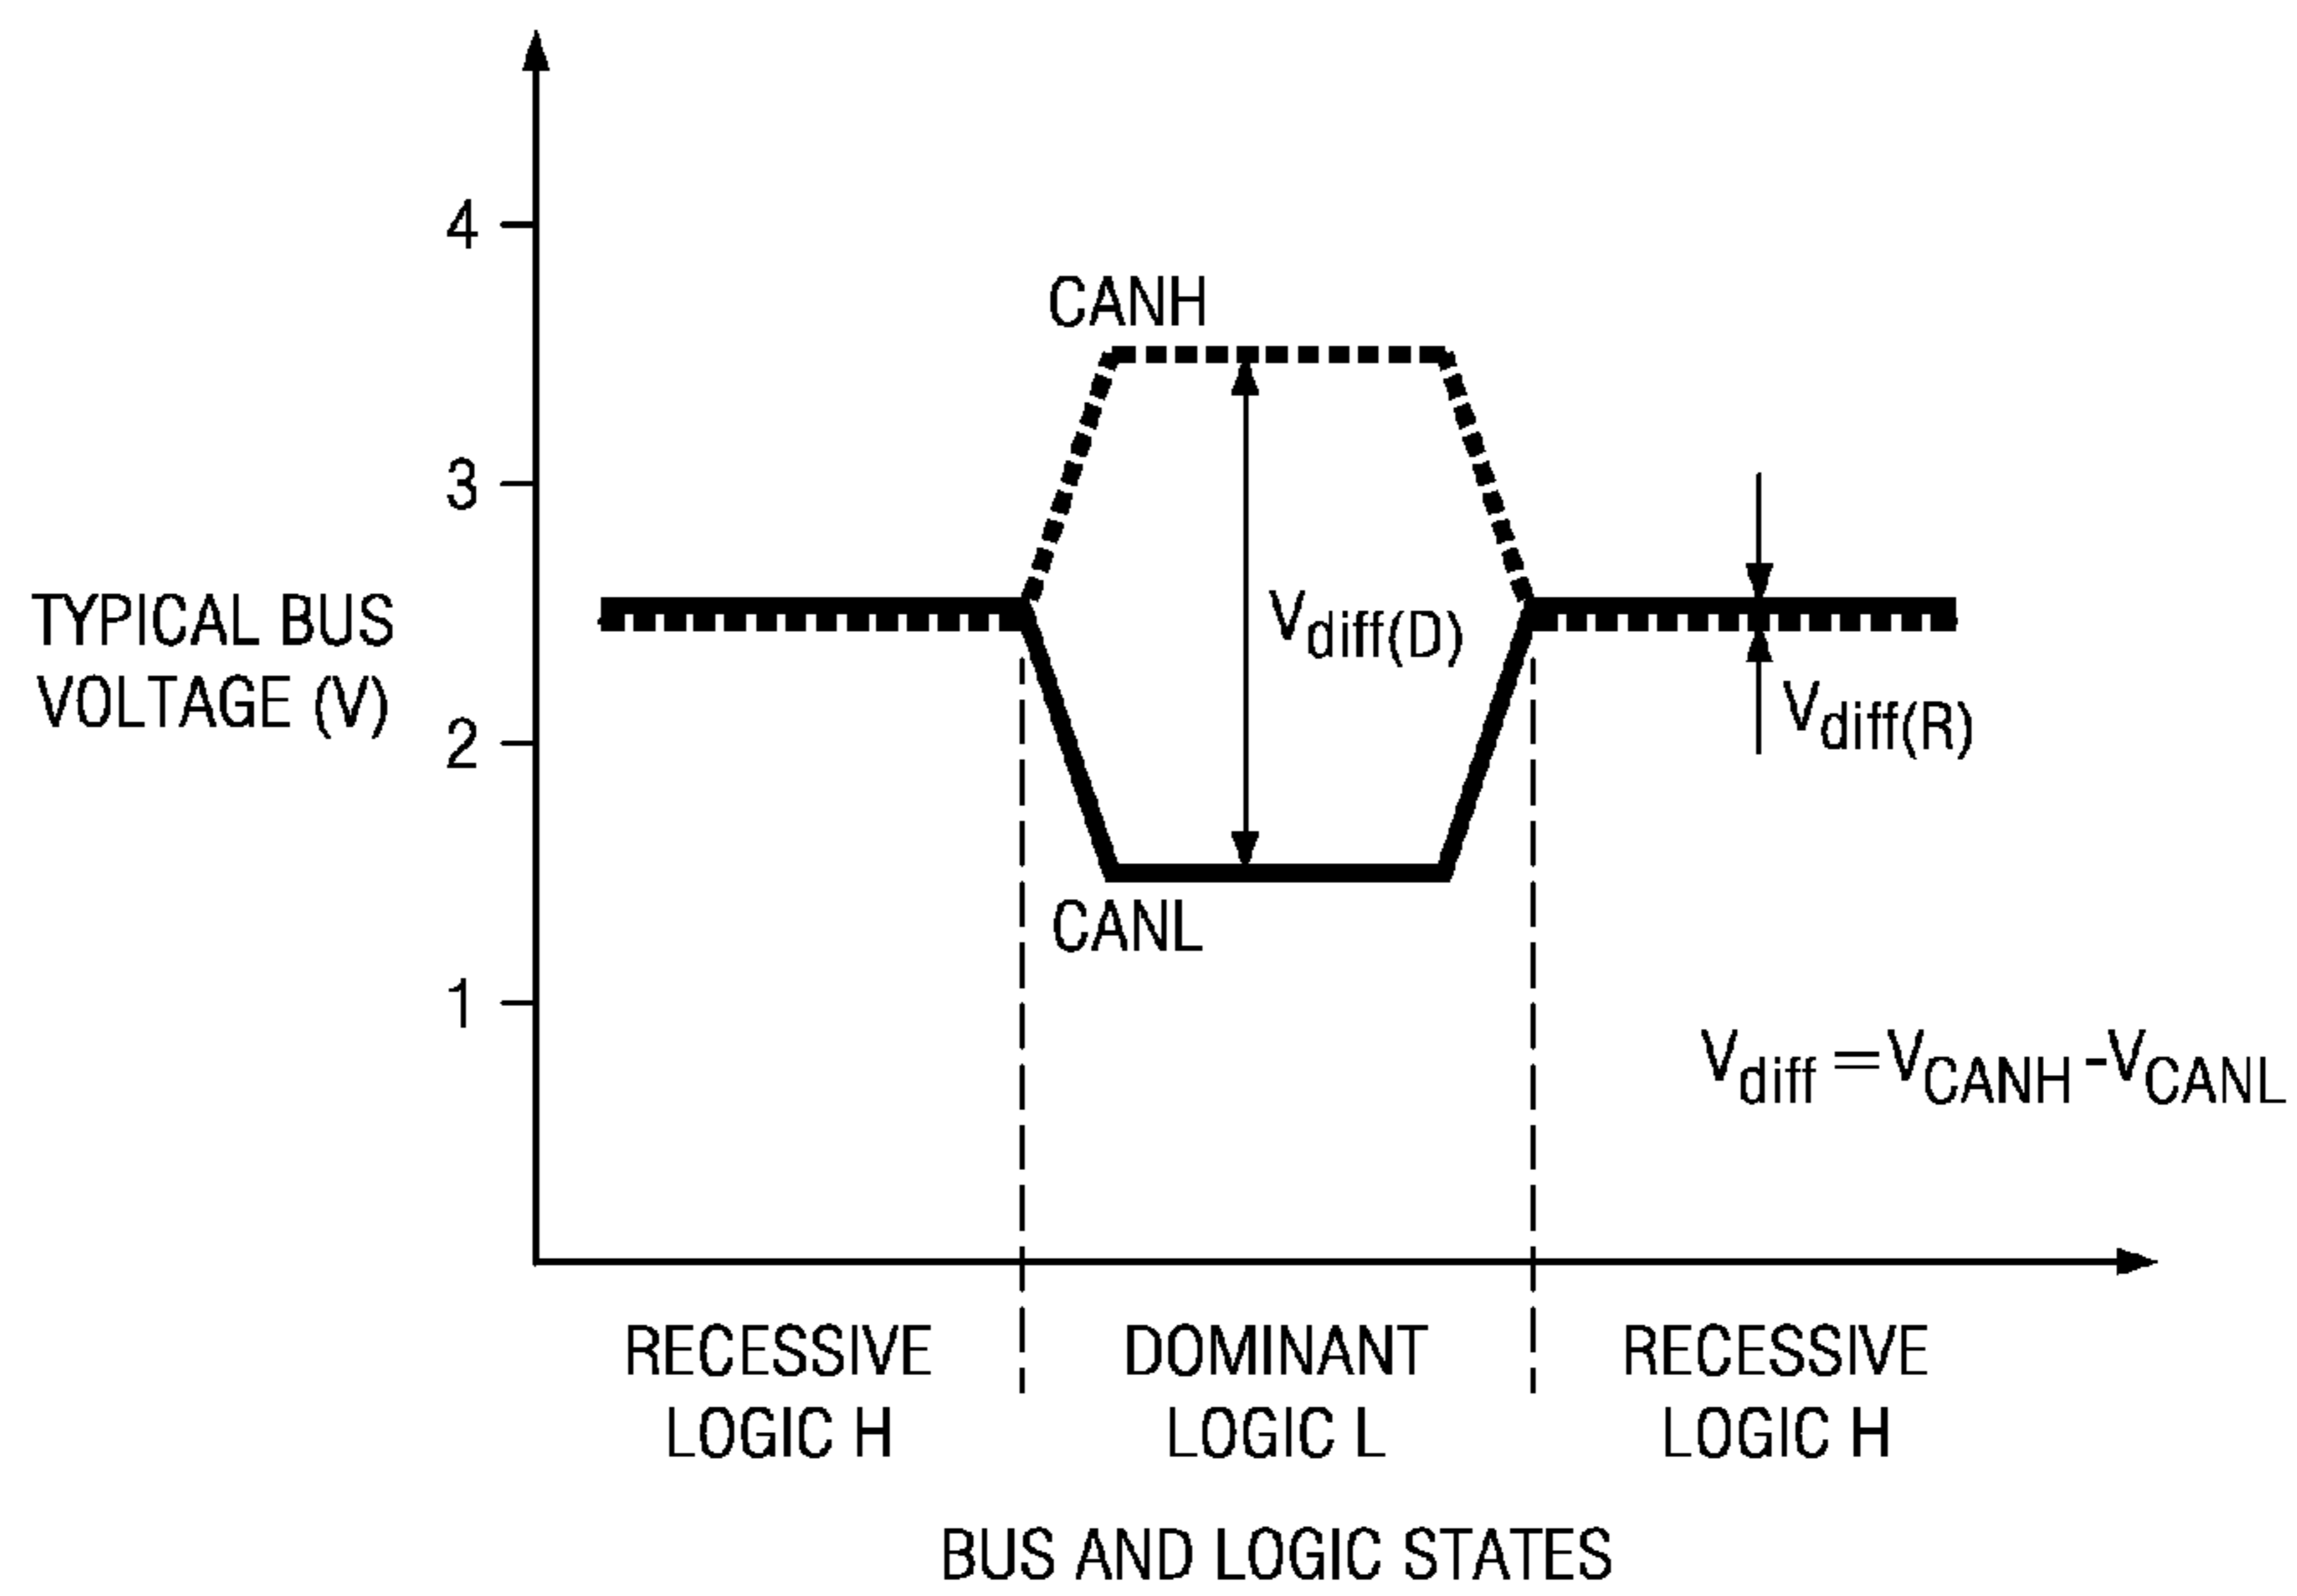 4
CANH
3
TYPICAL BUS
VOLTAGE (V)
Vdiff(D)
Vdiff(R)
2
CANL
1
Vdiff = VCANH - VCANL
RECESSIVE
LOGIC H
DOMINANT
LOGIC L
RECESSIVE
LOGIC H
BUS AND LOGIC STATES